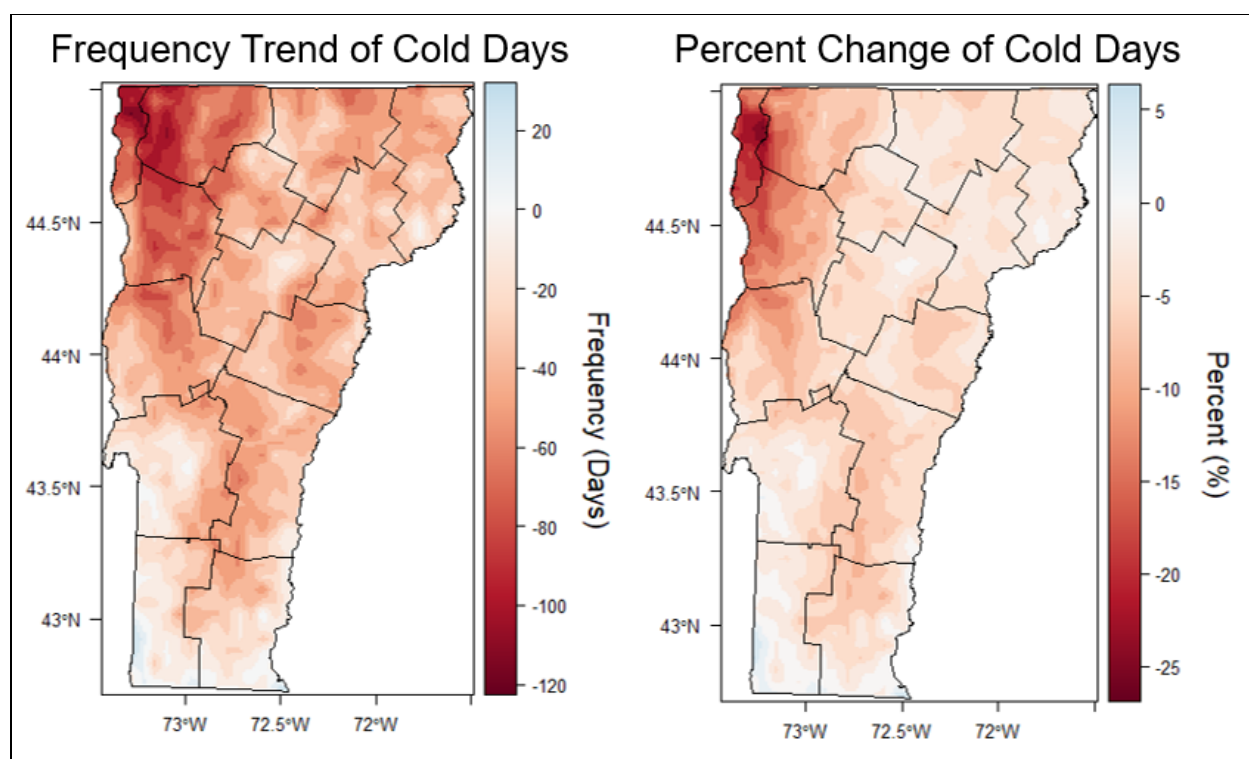 Frequency Trend of Cold Days
44.5°N
44°N
43.5°N
43°N
73°W
72.5°W
72°W
20
0
-20
-40
-60
-80
-100
-120
Frequency (Days)
Percent Change of Cold Days
44.5°N
44°N
43.5°N
43°N
73°W
72.5°W
72°W
5
0
-5
-10
-15
-20
-25
Percent (%)